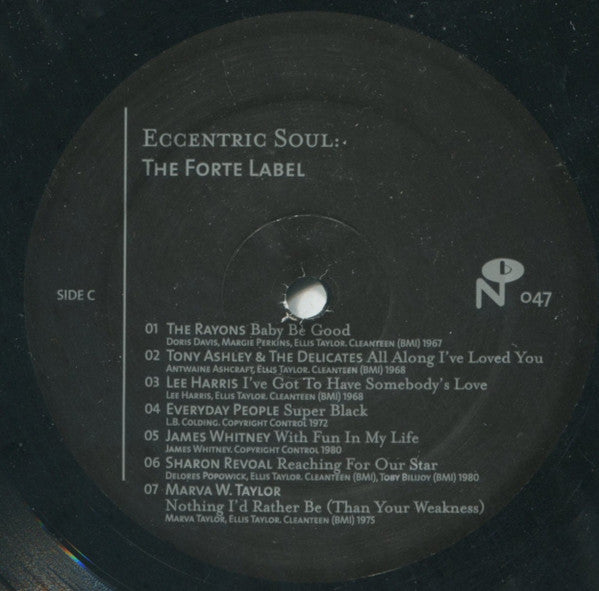 ECCENTRIC SOUL:
THE FORTE LABEL
SIDE C
N 047
01 THE RAYONS Baby Be Good
DORIS DAVIS, MARGIE PERKINS, ELLIS TAYLOR. CLEANTEEN (BMI) 1967
02 TONY ASHLEY & THE DELICATES All Along I've Loved You
ANTWAINE ASHCRAFT, ELLIS TAYLOR. CLEANTEEN (BMI) 1968
03 LEE HARRIS I've Got To Have Somebody's Love
LEE HARRIS, ELLIS TAYLOR. CLEANTEEN (BMI) 1968
04 EVERYDAY PEOPLE Super Black
L.B. COLDING. COPYRIGHT CONTROL 1972
05 JAMES WHITNEY With Fun In My Life
JAMES WHITNEY. COPYRIGHT CONTROL 1980
06 SHARON REVOAL Reaching For Our Star
DELORES POPOWICK, ELLIS TAYLOR. CLEANTEEN (BMI), TOBY BILLJOY (BMI) 1980
07 MARVA W. TAYLOR
Nothing I'd Rather Be (Than Your Weakness)
MARVA TAYLOR, ELLIS TAYLOR. CLEANTEEN (BMI) 1975